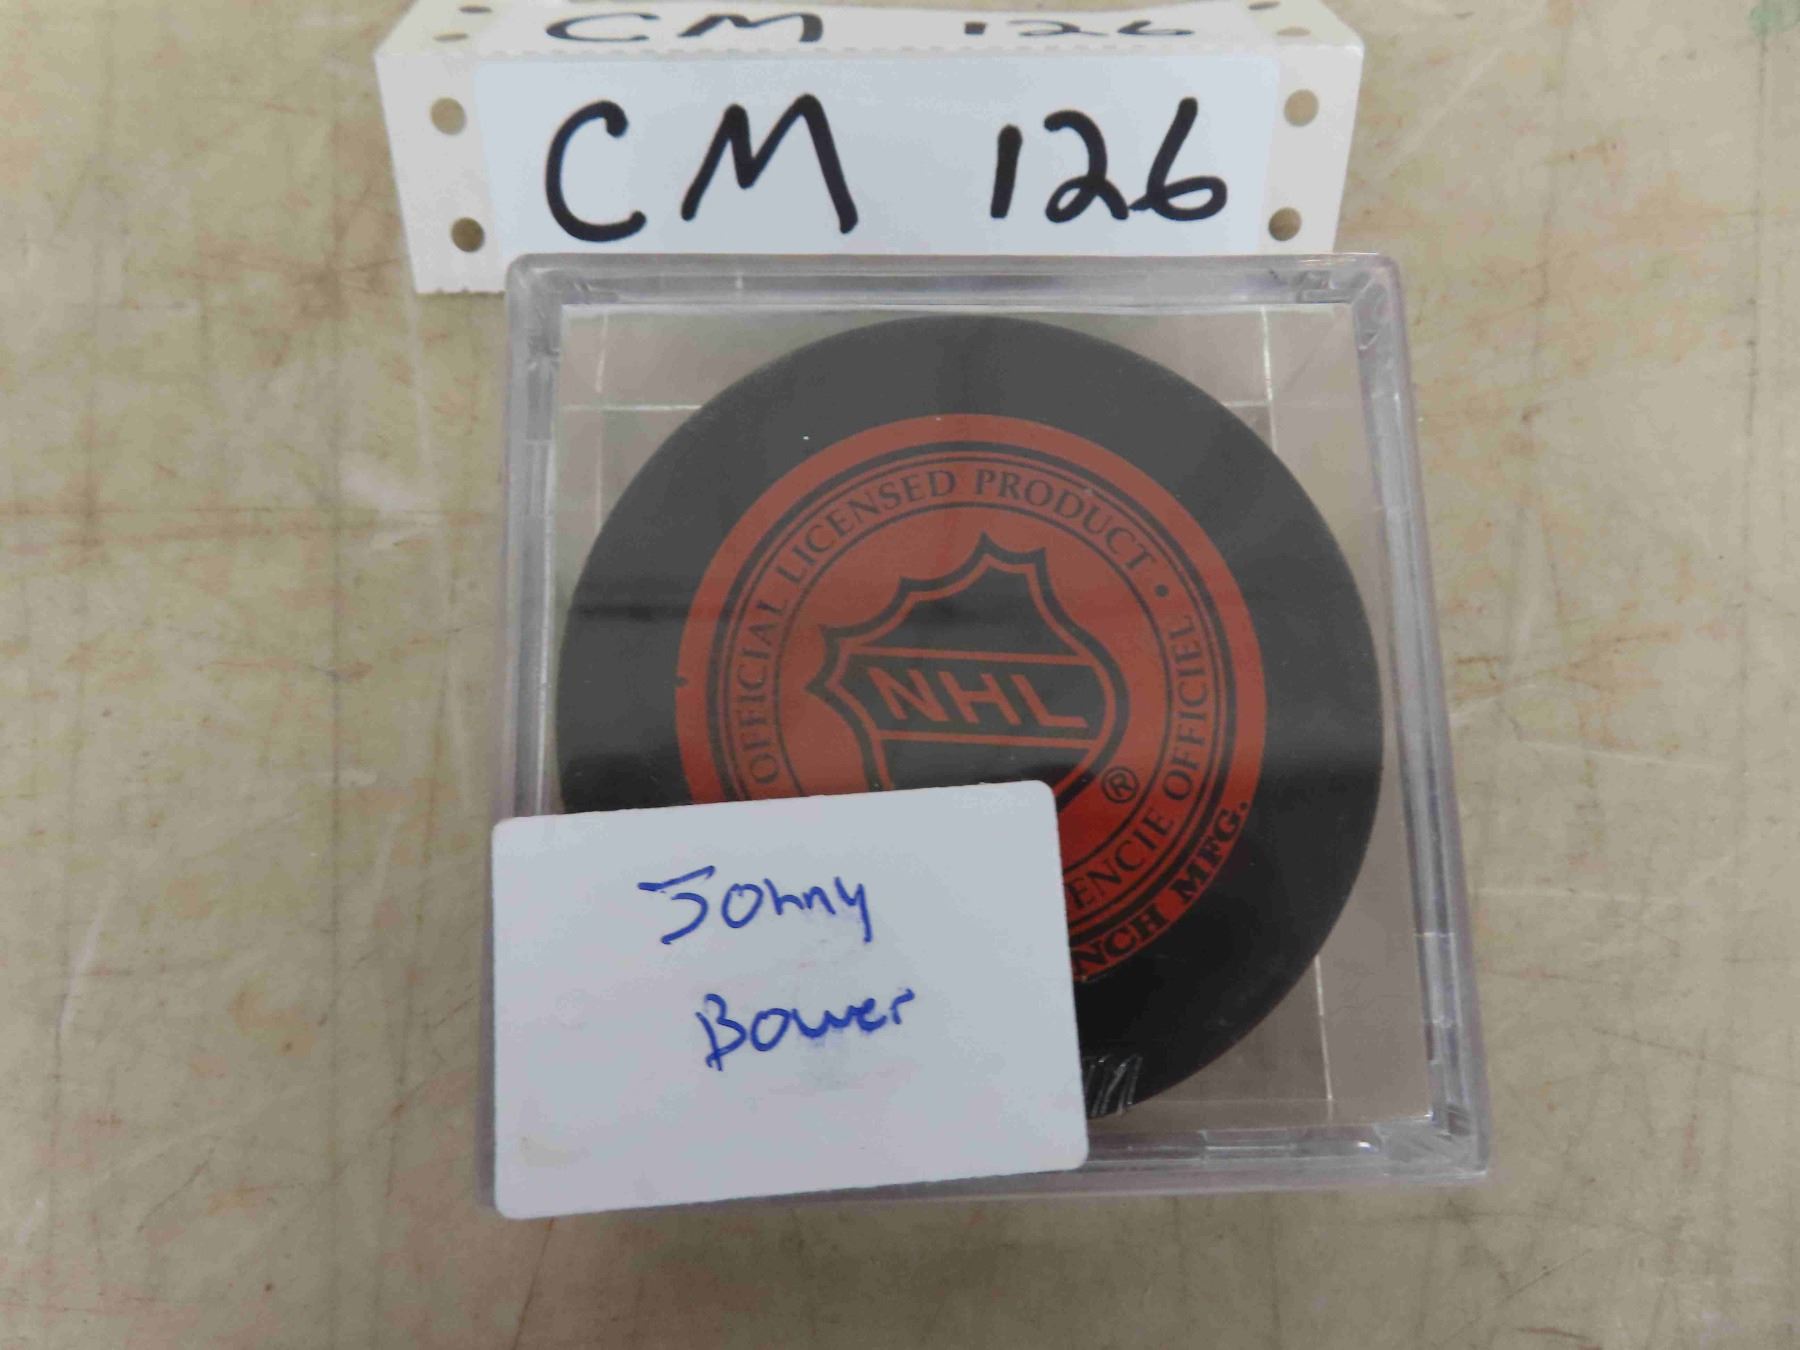 CM 126
CM 126
OFFICIAL LICENSED PRODUCT • 
ENCIE OFFICIEL
NHL
®
NCH MFG.
Johny
Bower